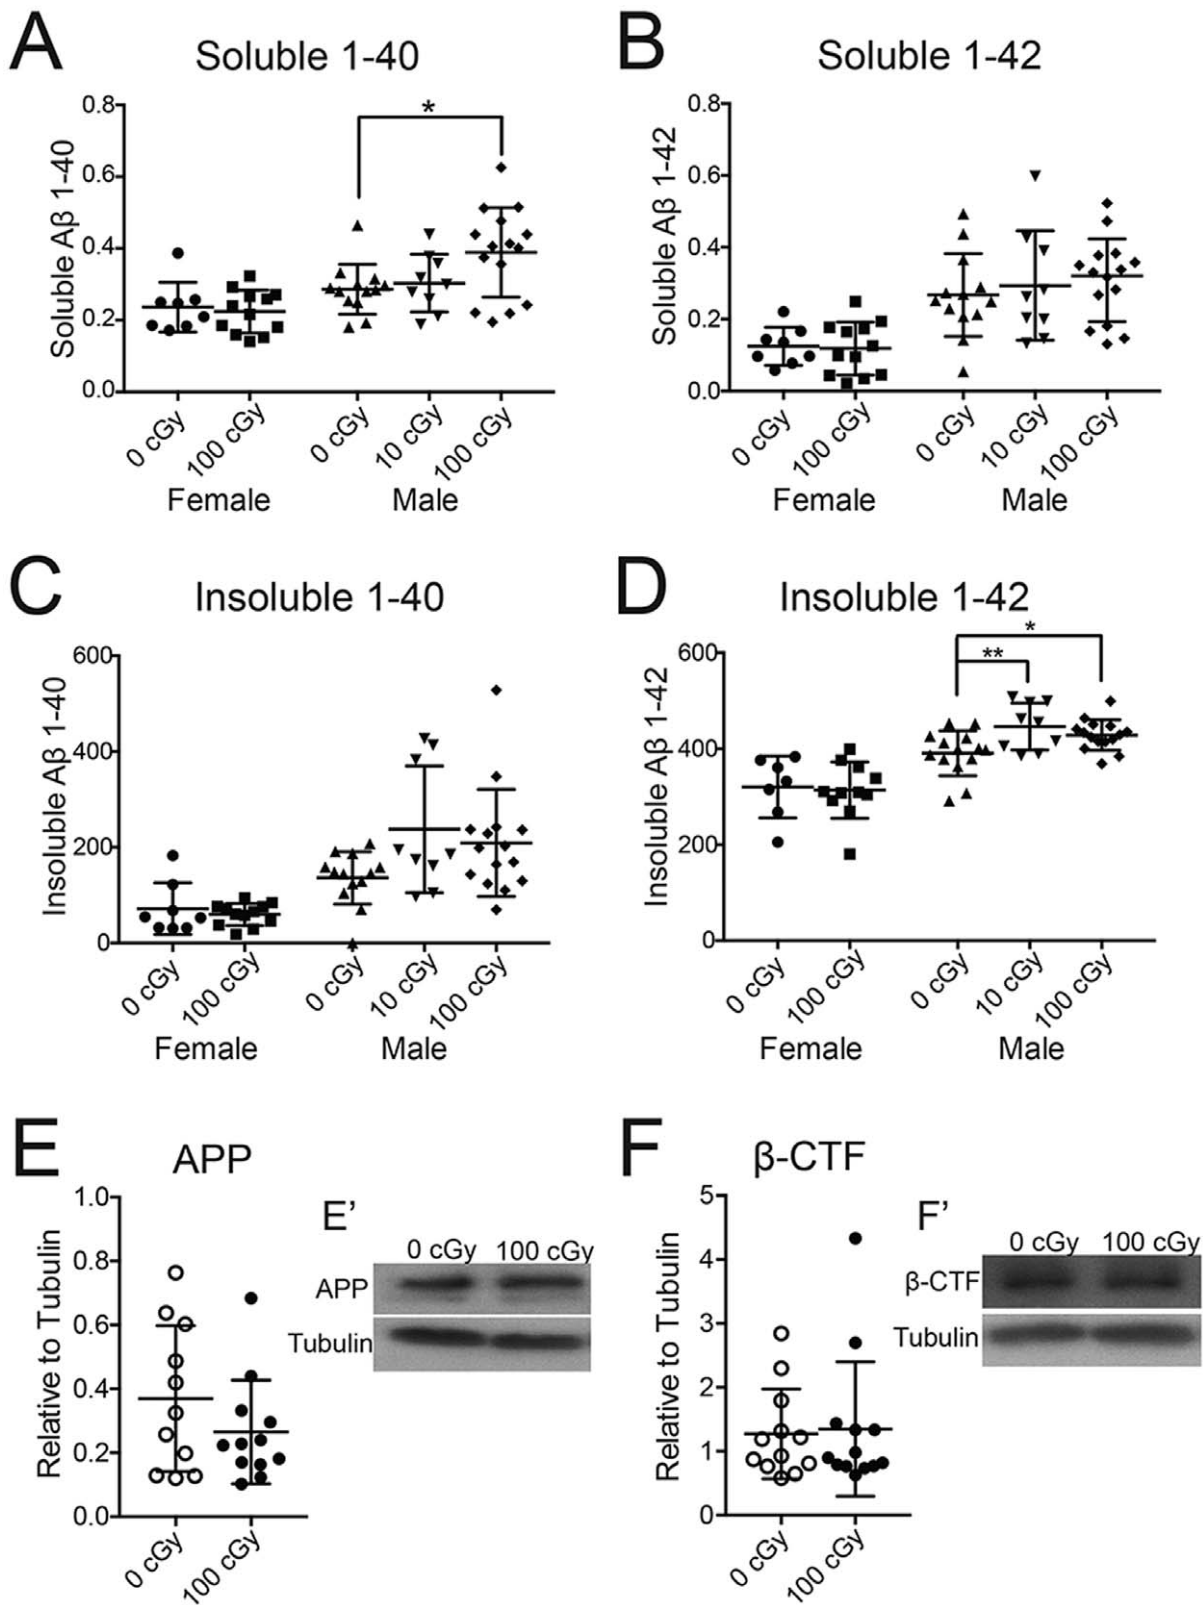 A
Soluble 1-40
Soluble Aβ 1-40
0.8
0.6
0.4
0.2
0.0
*
0 cGy
100 cGy
0 cGy
10 cGy
100 cGy
Female
Male
B
Soluble 1-42
Soluble Aβ 1-42
0.8
0.6
0.4
0.2
0.0
0 cGy
100 cGy
0 cGy
10 cGy
100 cGy
Female
Male
C
Insoluble 1-40
Insoluble Aβ 1-40
600
400
200
0
0 cGy
100 cGy
0 cGy
10 cGy
100 cGy
Female
Male
D
Insoluble 1-42
Insoluble Aβ 1-42
600
400
200
0
*
**
0 cGy
100 cGy
0 cGy
10 cGy
100 cGy
Female
Male
E
APP
Relative to Tubulin
1.0
0.8
0.6
0.4
0.2
0.0
0 cGy
100 cGy
E'
0 cGy 100 cGy
APP
Tubulin
F
β-CTF
Relative to Tubulin
5
4
3
2
1
0
0 cGy
100 cGy
F'
0 cGy 100 cGy
β-CTF
Tubulin